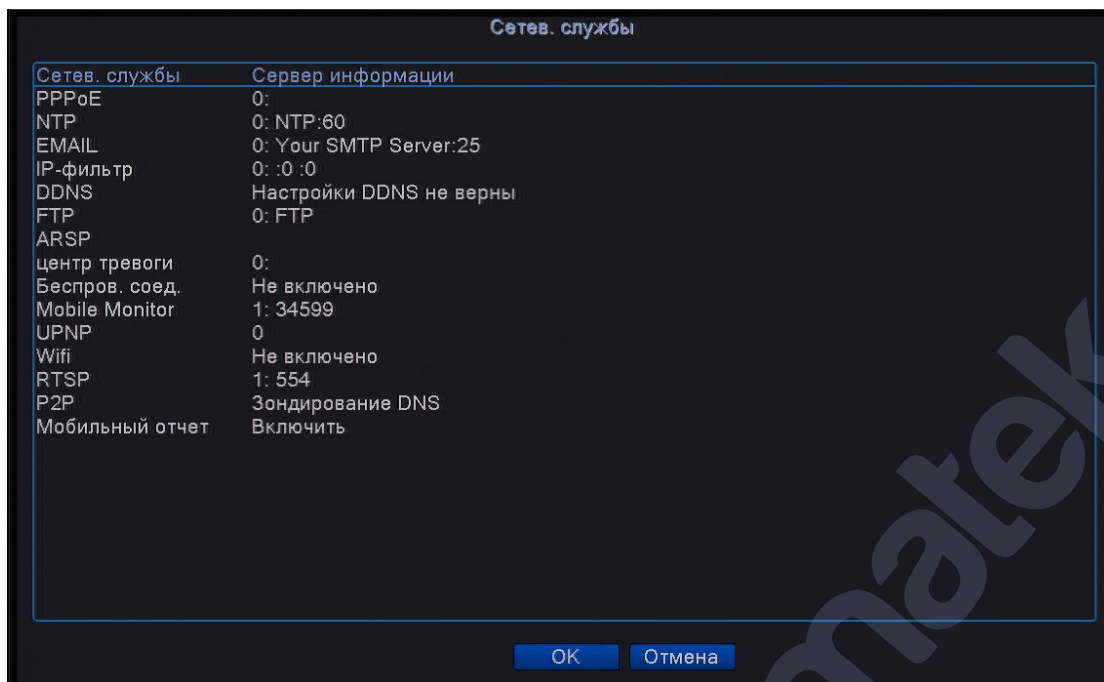 Сетев. службы
Сетев. службы Сервер информации
PPPoE 0:
NTP 0: NTP:60
EMAIL 0: Your SMTP Server:25
IP-фильтр 0: :0 :0
DDNS Настройки DDNS не верны
FTP 0: FTP
ARSP
центр тревоги 0:
Беспров. соед. Не включено
Mobile Monitor 1: 34599
UPNP 0
Wifi Не включено
RTSP 1: 554
P2P Зондирование DNS
Мобильный отчет Включить
OK Отмена
matek